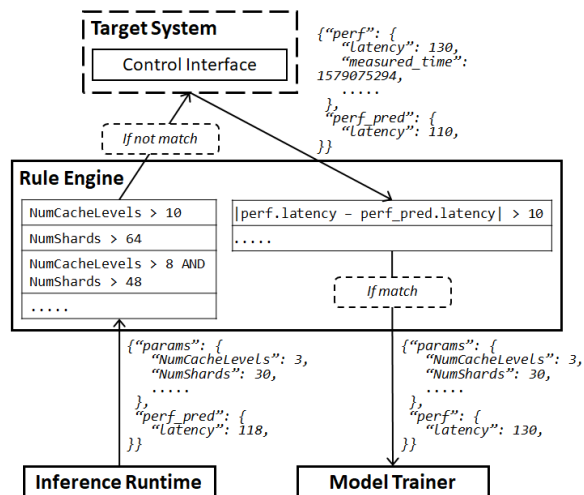 Target System
Control Interface
{“perf”: {
“latency”: 130,
“measured_time”:
1579075294,
.....
},
“perf_pred”: {
“latency”: 110,
}}
If not match
Rule Engine
NumCacheLevels > 10
NumShards > 64
NumCacheLevels > 8 AND
NumShards > 48
.....
|perf.latency – perf_pred.latency| > 10
.....
If match
{“params”: {
“NumCacheLevels”: 3,
“NumShards”: 30,
.....
},
“perf_pred”: {
“latency”: 118,
}}
{“params”: {
“NumCacheLevels”: 3,
“NumShards”: 30,
.....
},
“perf”: {
“latency”: 130,
}}
Inference Runtime
Model Trainer